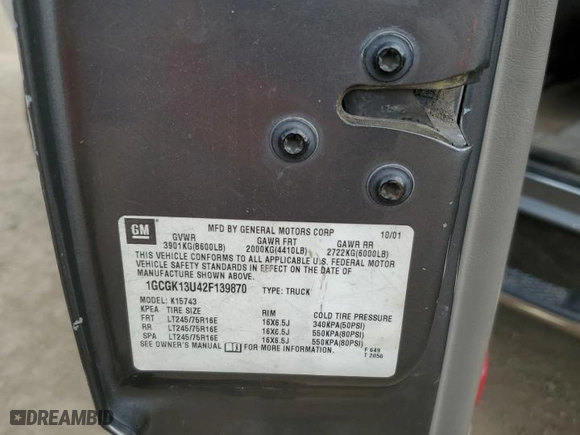 GM
MFD BY GENERAL MOTORS CORP 10/01
GVWR GAWR FRT GAWR RR
3901KG(8600LB) 2000KG(4410LB) 2722KG(6000LB)
THIS VEHICLE CONFORMS TO ALL APPLICABLE U.S. FEDERAL MOTOR
VEHICLE SAFETY STANDARDS IN EFFECT ON THE DATE OF
MANUFACTURE SHOWN ABOVE.
1GCGK13U42F139870 TYPE: TRUCK
MODEL: K15743
KPEA TIRE SIZE RIM COLD TIRE PRESSURE
FRT LT245/75R16E 16X6.5J 340KPA(50PSI)
RR LT245/75R16E 16X6.5J 550KPA(80PSI)
SPA LT245/75R16E 16X6.5J 550KPA(80PSI)
SEE OWNER'S MANUAL FOR MORE INFORMATION.
F 649
T 2056
DREAMBID